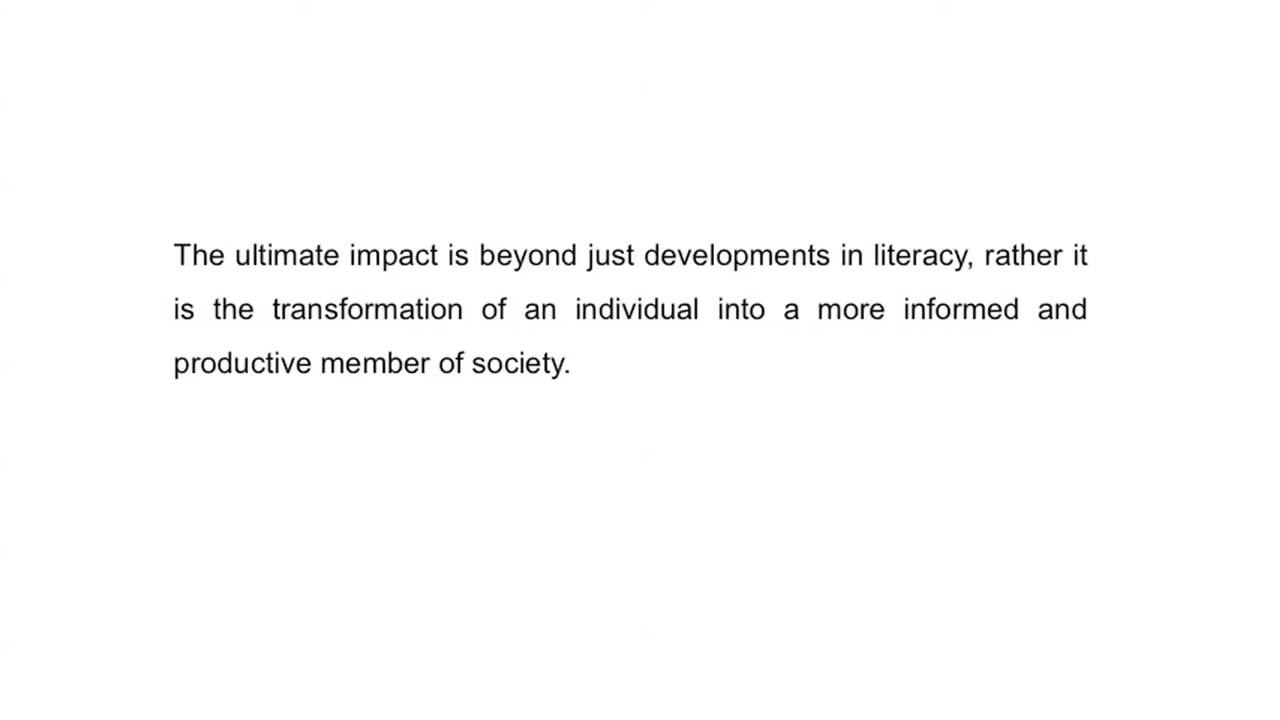 The ultimate impact is beyond just developments in literacy, rather it
is the transformation of an individual into a more informed and
productive member of society.